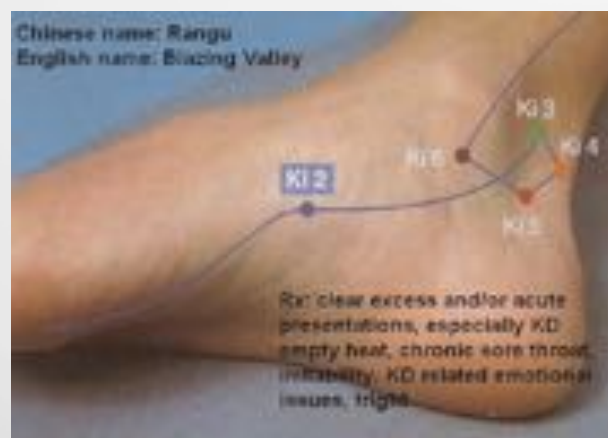 Chinese name: Rangu
English name: Blazing Valley
Ki 3
Ki 4
Ki 6
Ki 2
Ki 5
Rx: clear excess and/or acute
presentations, especially KD
empty heat, chronic sore throat,
irritability, KD related emotional
issues, fright